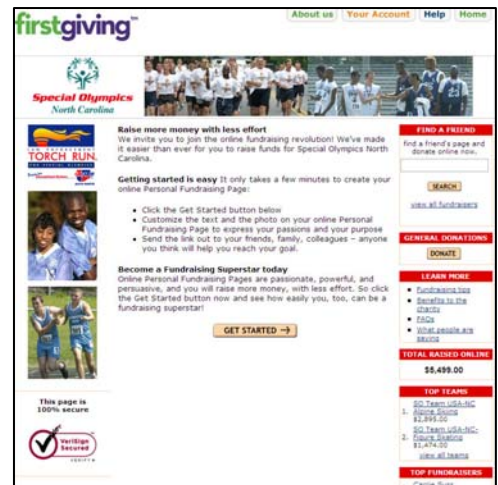 firstgiving
About us Your Account Help Home
Special Olympics
North Carolina
TORCH RUN
Raise more money with less effort
We invite you to join the online fundraising revolution! We've made
it easier than ever for you to raise funds for Special Olympics North
Carolina.
Getting started is easy It only takes a few minutes to create your
online Personal Fundraising Page:
• Click the Get Started button below
• Customize the text and the photo on your online Personal
Fundraising Page to express your passions and your purpose
• Send the link out to your friends, family, colleagues – anyone
you think will help you reach your goal.
Become a Fundraising Superstar today
Online Personal Fundraising Pages are passionate, powerful, and
persuasive, and you will raise more money, with less effort. So click
the Get Started button now and see how easily you, too, can be a
fundraising superstar!
GET STARTED →
This page is
100% secure
VeriSign
Secured
VERIFY
FIND A FRIEND
find a friend's page and
donate online now.
SEARCH
view all fundraisers
GENERAL DONATIONS
DONATE
LEARN MORE
Fundraising tips
Benefits to the
charity
FAQs
What people are
saying
TOTAL RAISED ONLINE
$5,499.00
TOP TEAMS
1. SO Team USA-NC
Alpine Skiing
$2,895.00
2. SO Team USA-NC-
Figure Skating
$1,474.00
view all teams
TOP FUNDRAISERS